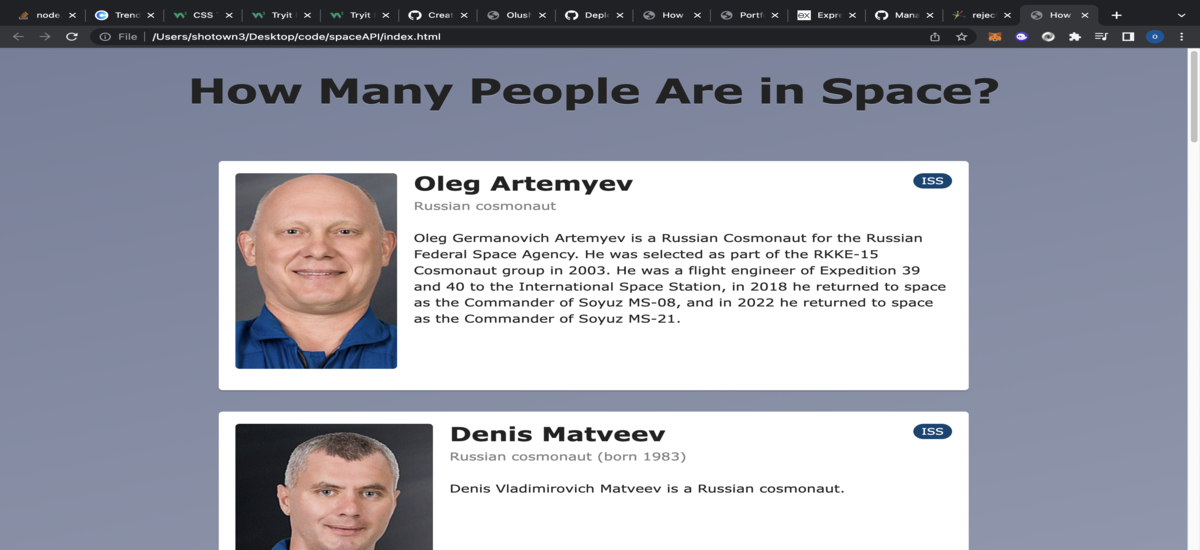 node
Trend
CSS
Tryit
Tryit
Creat
Olus
Depl
How
Portf
ex Expre
Mana
rejec
How
File | /Users/shotown3/Desktop/code/spaceAPI/index.html
How Many People Are in Space?
Oleg Artemyev
ISS
Russian cosmonaut
Oleg Germanovich Artemyev is a Russian Cosmonaut for the Russian
Federal Space Agency. He was selected as part of the RKKE-15
Cosmonaut group in 2003. He was a flight engineer of Expedition 39
and 40 to the International Space Station, in 2018 he returned to space
as the Commander of Soyuz MS-08, and in 2022 he returned to space
as the Commander of Soyuz MS-21.
Denis Matveev
ISS
Russian cosmonaut (born 1983)
Denis Vladimirovich Matveev is a Russian cosmonaut.